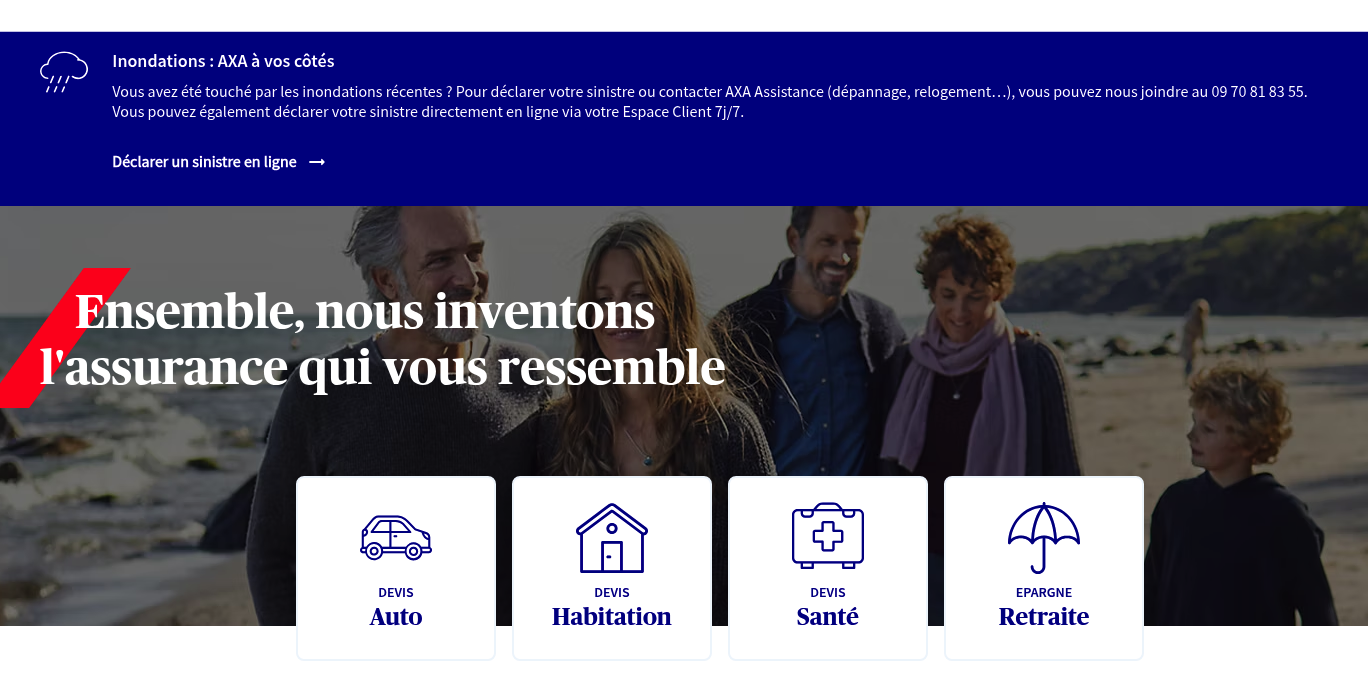 Inondations : AXA à vos côtés
Vous avez été touché par les inondations récentes ? Pour déclarer votre sinistre ou contacter AXA Assistance (dépannage, relogement…), vous pouvez nous joindre au 09 70 81 83 55.
Vous pouvez également déclarer votre sinistre directement en ligne via votre Espace Client 7j/7.
Déclarer un sinistre en ligne →
Ensemble, nous inventons
l'assurance qui vous ressemble
DEVIS
Auto
DEVIS
Habitation
DEVIS
Santé
EPARGNE
Retraite